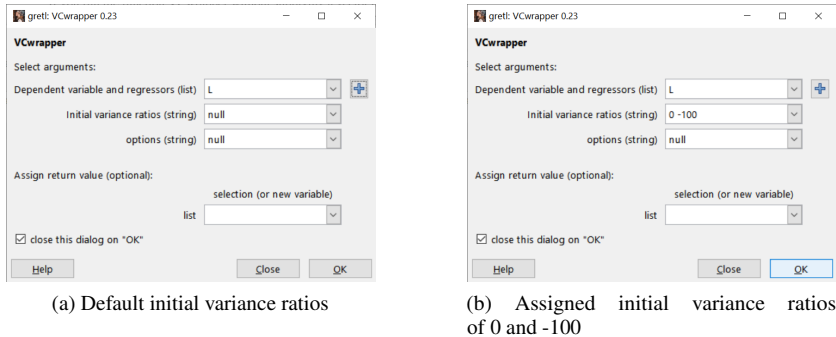 gretl: VCwrapper 0.23
VCwrapper
Select arguments:
Dependent variable and regressors (list) L
Initial variance ratios (string) null
options (string) null
Assign return value (optional):
selection (or new variable)
list
close this dialog on "OK"
Help Close OK
(a) Default initial variance ratios
gretl: VCwrapper 0.23
VCwrapper
Select arguments:
Dependent variable and regressors (list) L
Initial variance ratios (string) 0 -100
options (string) null
Assign return value (optional):
selection (or new variable)
list
close this dialog on "OK"
Help Close OK
(b) Assigned initial variance ratios
of 0 and -100